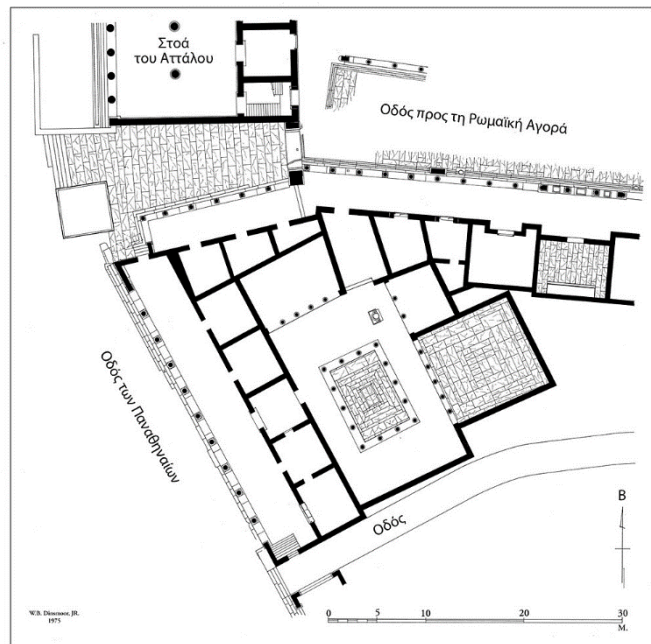 Στοά
του Αττάλου
Οδός προς τη Ρωμαϊκή Αγορά
Οδός των Παναθηναίων
Οδός
Β
W.B. Dinsmoor, JR.
1975
0 5 10 20 30
M.